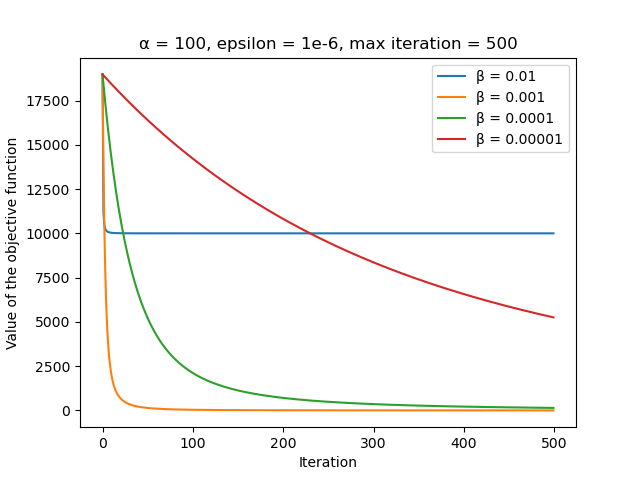 α = 100, epsilon = 1e-6, max iteration = 500
β = 0.01
β = 0.001
β = 0.0001
β = 0.00001
Value of the objective function
17500
15000
12500
10000
7500
5000
2500
0
0 100 200 300 400 500
Iteration